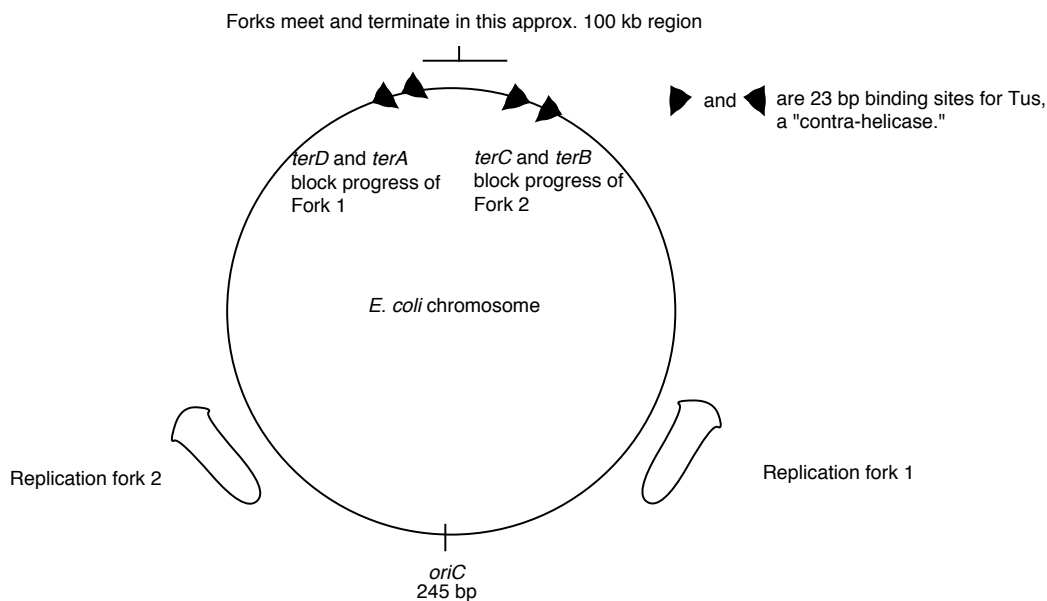 Forks meet and terminate in this approx. 100 kb region
and
are 23 bp binding sites for Tus,
a "contra-helicase."
terD and terA
block progress of
Fork 1
terC and terB
block progress of
Fork 2
E. coli chromosome
Replication fork 2
Replication fork 1
oriC
245 bp